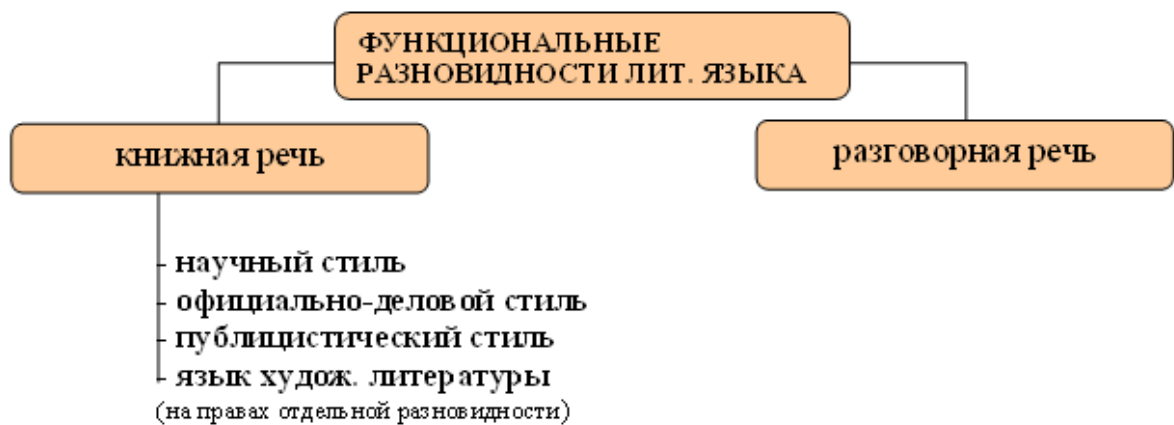 ФУНКЦИОНАЛЬНЫЕ
РАЗНОВИДНОСТИ ЛИТ. ЯЗЫКА
книжная речь
разговорная речь
- научный стиль
- официально-деловой стиль
- публицистический стиль
- язык худож. литературы
(на правах отдельной разновидности)